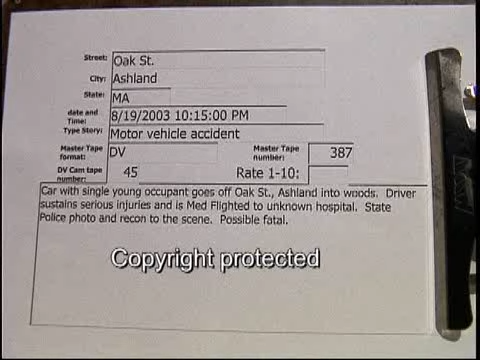 Street: Oak St.
City: Ashland
State: MA
date and Time: 8/19/2003 10:15:00 PM
Type Story: Motor vehicle accident
Master Tape format: DV Master Tape number: 387
DV Cam tape number: 45 Rate 1-10:
Car with single young occupant goes off Oak St., Ashland into woods. Driver
sustains serious injuries and is Med Flighted to unknown hospital. State
Police photo and recon to the scene. Possible fatal.
Copyright protected